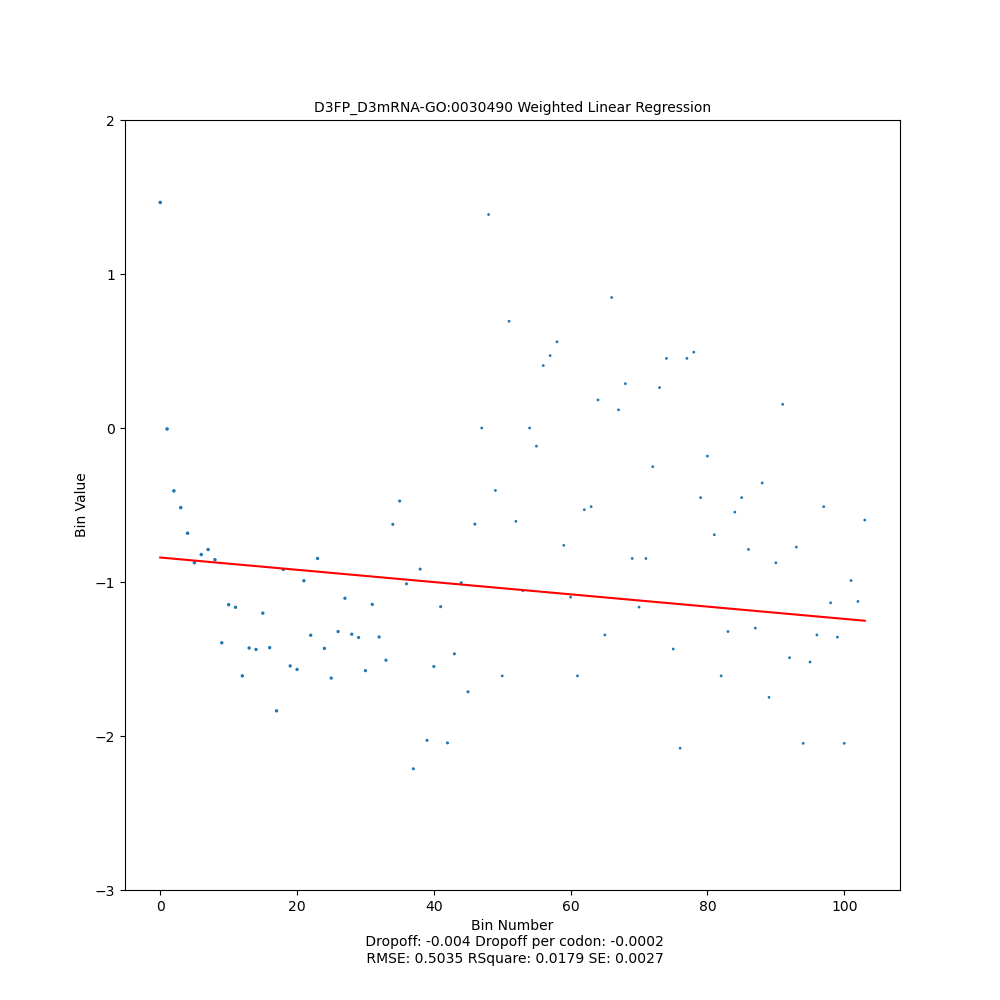 D3FP_D3mRNA-GO:0030490 Weighted Linear Regression
2
1
0
−1
−2
−3
Bin Value
0 20 40 60 80 100
Bin Number
Dropoff: -0.004 Dropoff per codon: -0.0002
RMSE: 0.5035 RSquare: 0.0179 SE: 0.0027